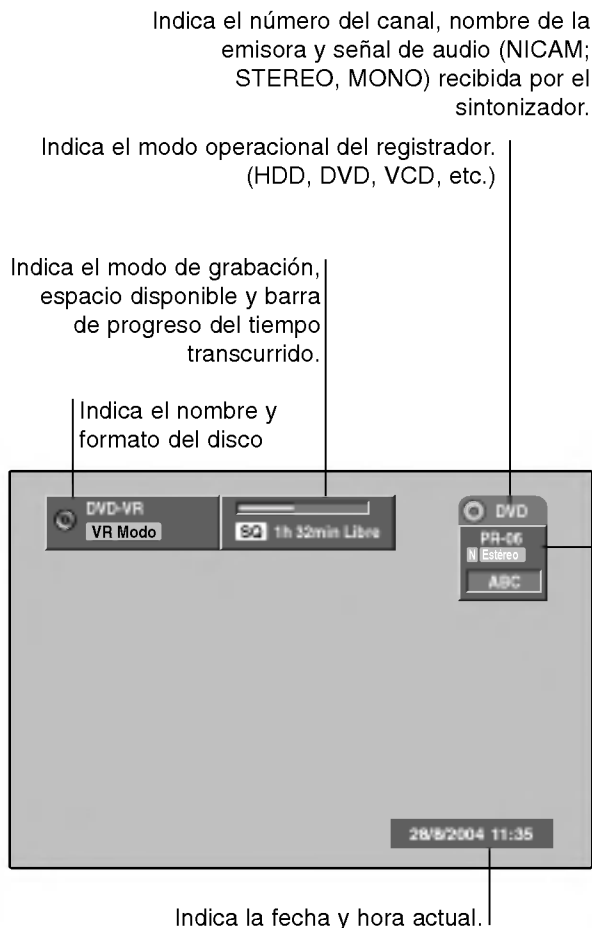 Indica el número del canal, nombre de la
emisora y señal de audio (NICAM;
STEREO, MONO) recibida por el
sintonizador.
Indica el modo operacional del registrador.
(HDD, DVD, VCD, etc.)
Indica el modo de grabación,
espacio disponible y barra
de progreso del tiempo
transcurrido.
Indica el nombre y
formato del disco
DVD-VR
VR Modo
SQ 1h 32min Libre
DVD
PR-06
N Estéreo
ABC
28/8/2004 11:35
Indica la fecha y hora actual.